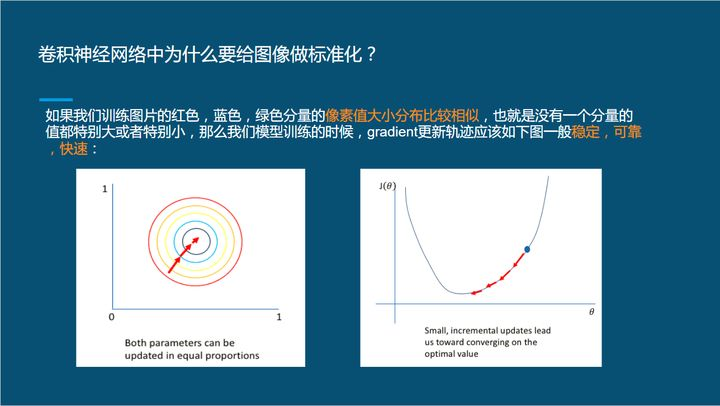 卷积神经网络中为什么要给图像做标准化？
如果我们训练图片的红色，蓝色，绿色分量的像素值大小分布比较相似，也就是没有一个分量的
值都特别大或者特别小，那么我们模型训练的时候，gradient更新轨迹应该如下图一般稳定，可靠
，快速：
1
0
1
Both parameters can be
updated in equal proportions
J(θ)
θ
Small, incremental updates lead
us toward converging on the
optimal value